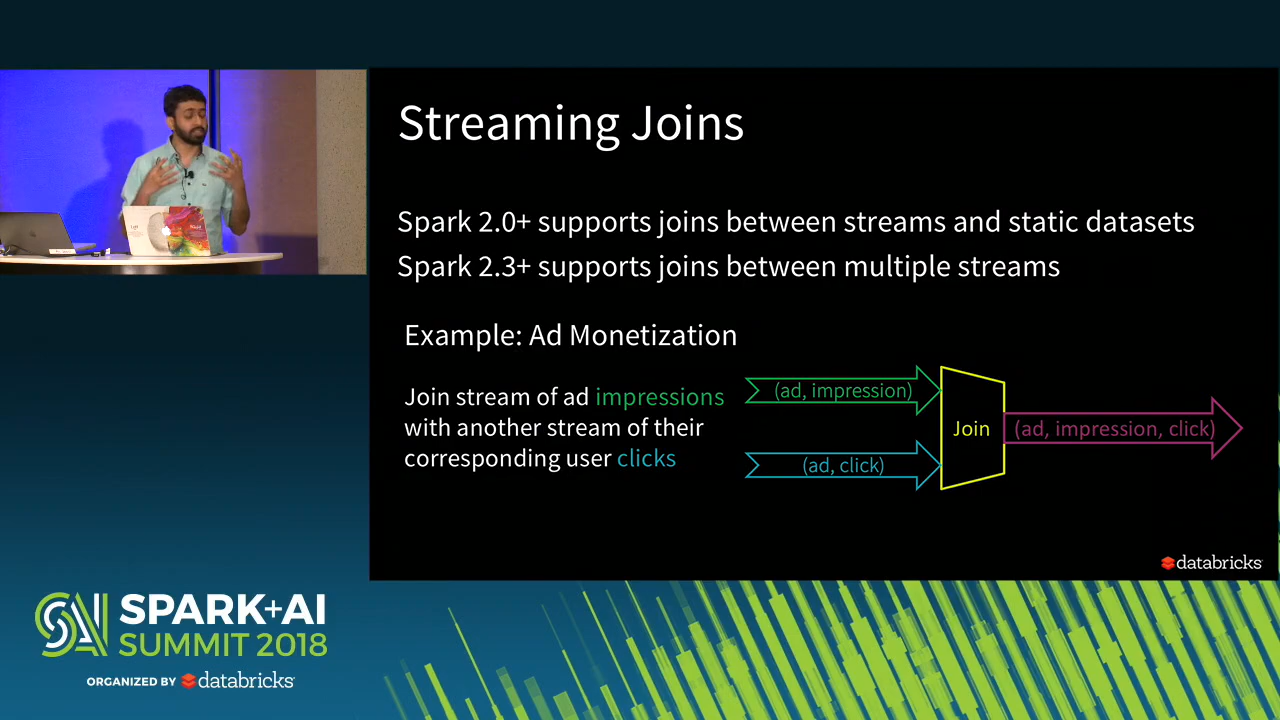 Streaming Joins
Spark 2.0+ supports joins between streams and static datasets
Spark 2.3+ supports joins between multiple streams
Example: Ad Monetization
Join stream of ad impressions
with another stream of their
corresponding user clicks
(ad, impression)
(ad, click)
Join
(ad, impression, click)
databricks
SAI
SPARK+AI
SUMMIT 2018
ORGANIZED BY databricks